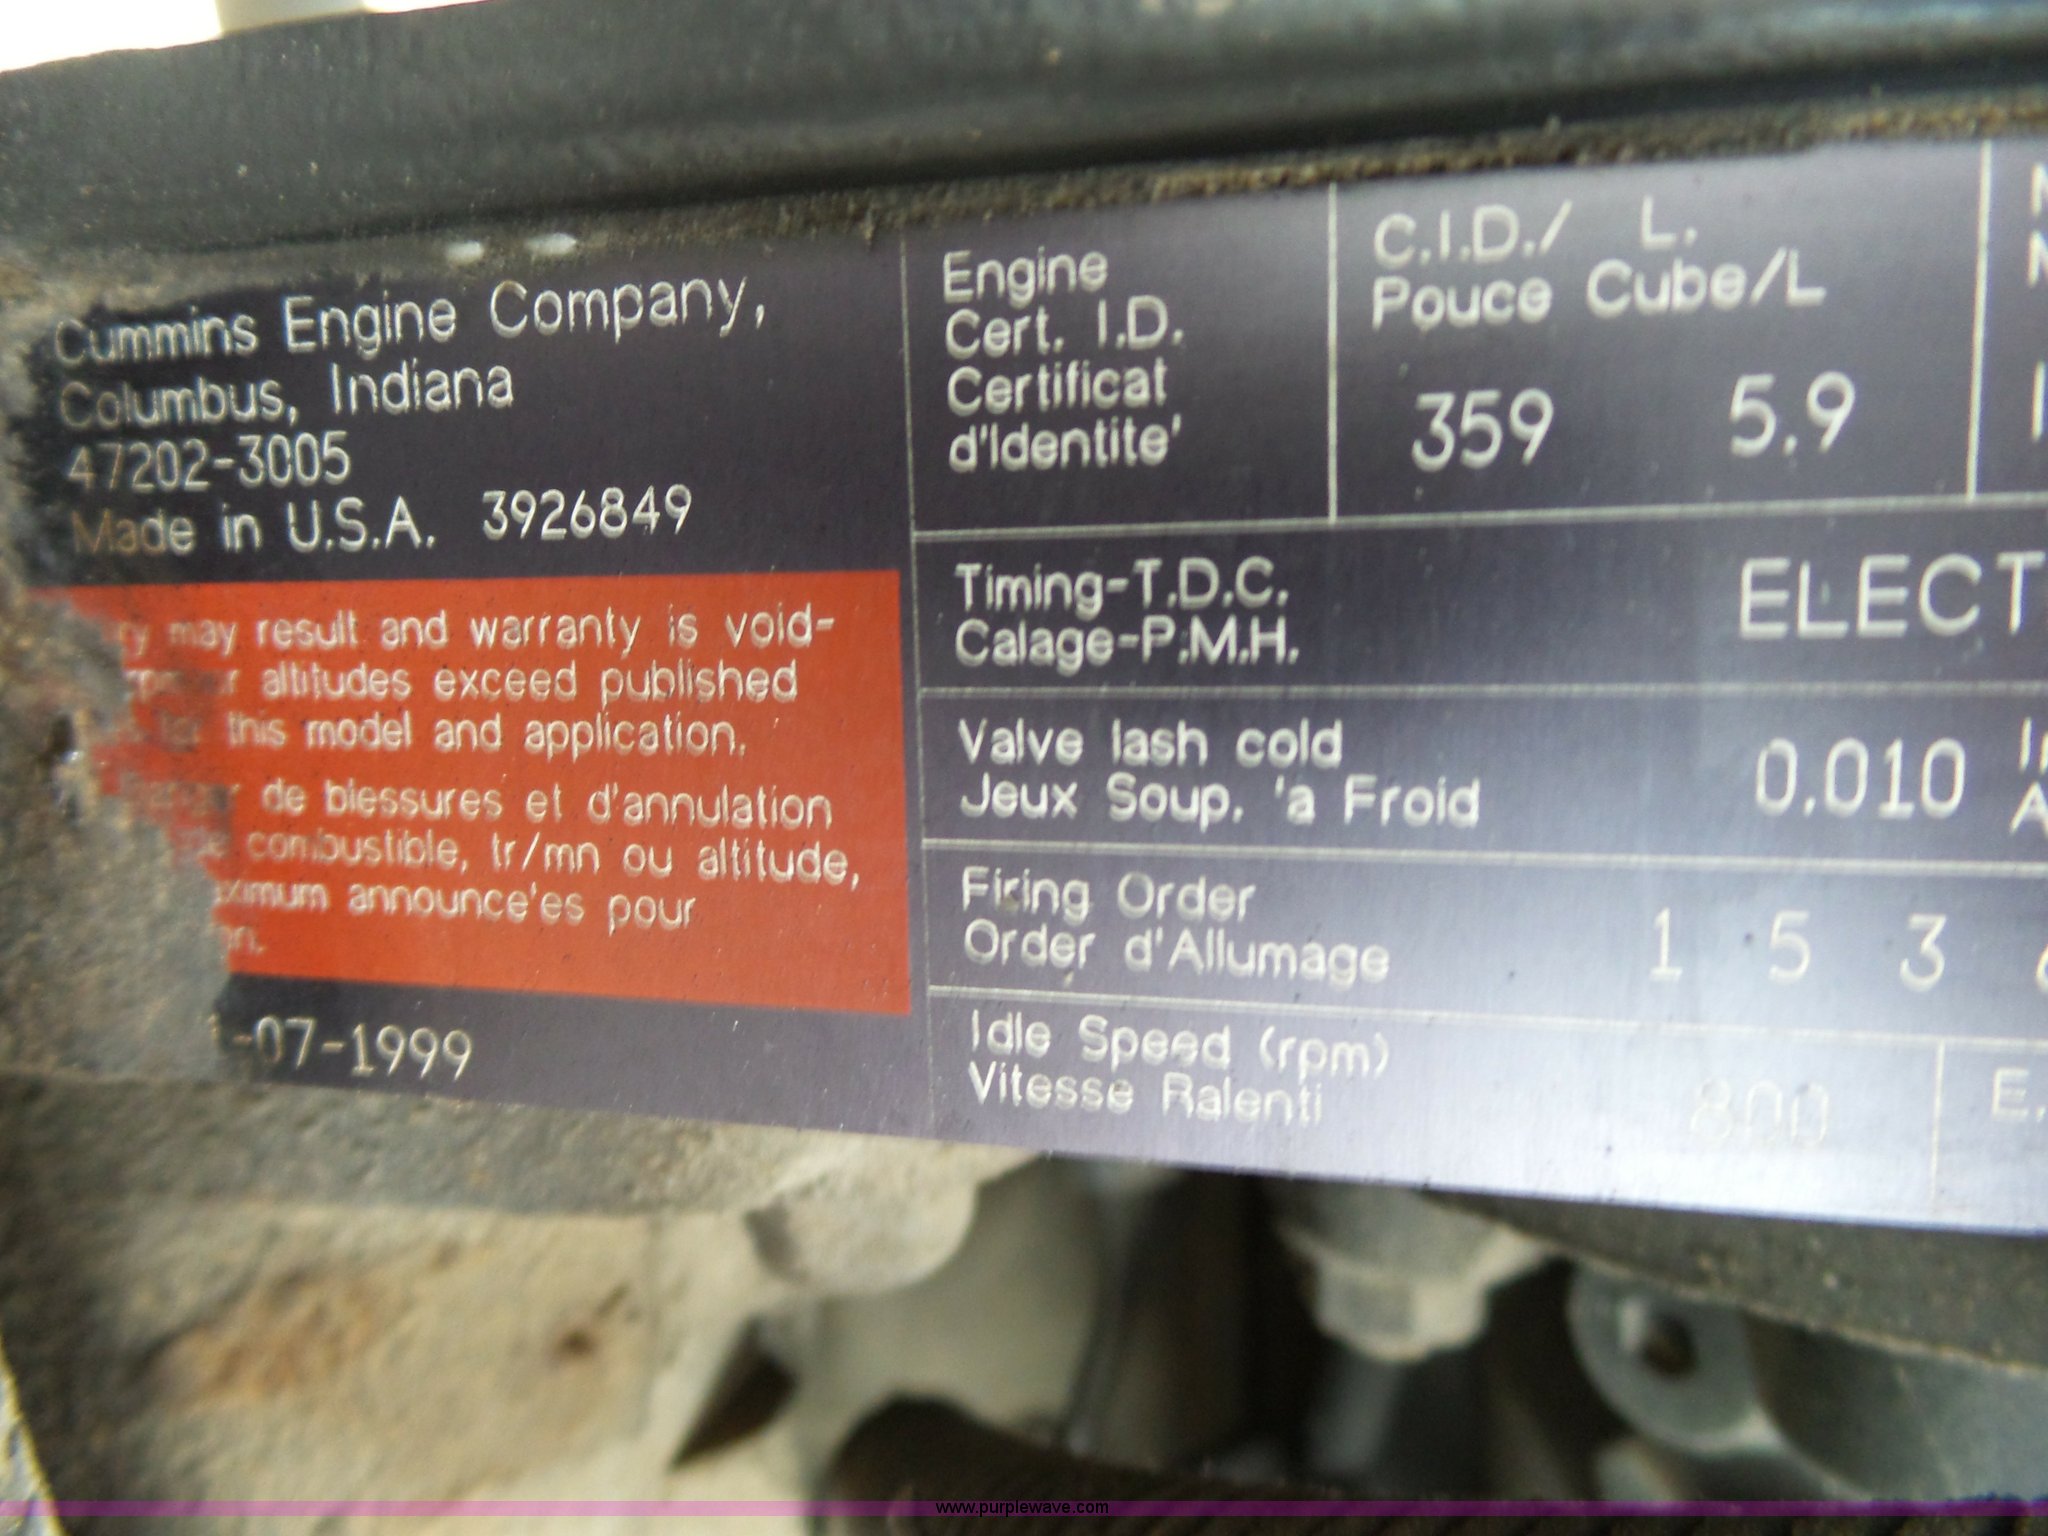 Cummins Engine Company,
Columbus, Indiana
47202-3005
Made in U.S.A. 3926849
may result and warranty is void-
altitudes exceed published
this model and application.
de blessures et d'annulation
combustible, tr/mn ou altitude,
announce'es pour
-07-1999
Engine
Cert. I.D.
Certificat
d'Identite'
C.I.D./ L.
Pouce Cube/L
359 5.9
Timing-T.D.C.
Calage-P.M.H.
ELECT
Valve lash cold
Jeux Soup. 'a Froid
0.010
Firing Order
Order d'Allumage
1 5 3
Idle Speed (rpm)
Vitesse Ralenti
800
E.
www.purplewave.com